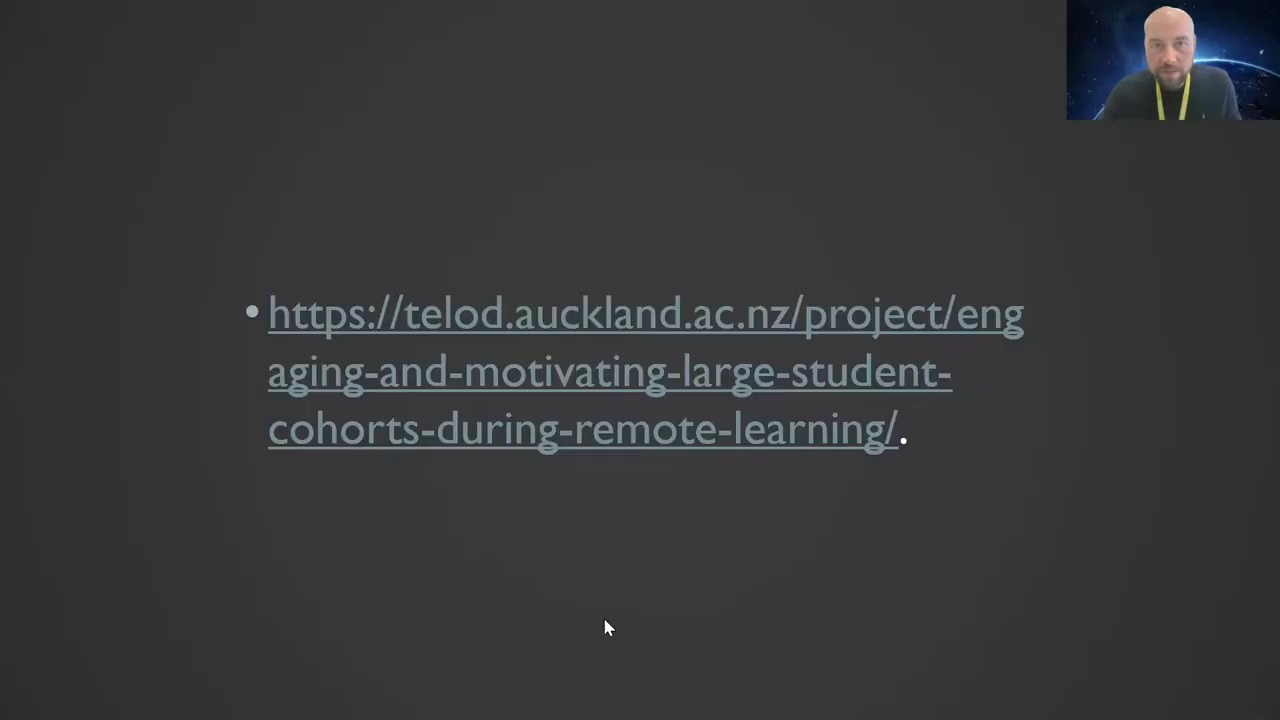 •https://telod.auckland.ac.nz/project/eng
aging-and-motivating-large-student-
cohorts-during-remote-learning/.